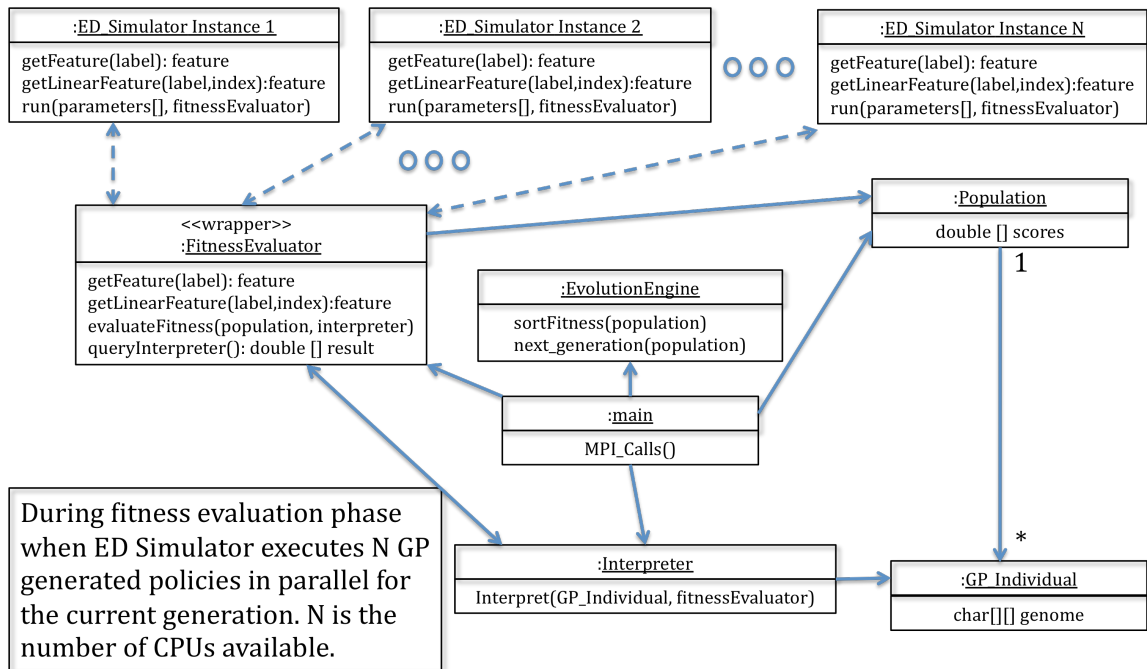 :ED_Simulator Instance 1
getFeature(label): feature
getLinearFeature(label,index):feature
run(parameters[], fitnessEvaluator)
:ED_Simulator Instance 2
getFeature(label): feature
getLinearFeature(label,index):feature
run(parameters[], fitnessEvaluator)
:ED_Simulator Instance N
getFeature(label): feature
getLinearFeature(label,index):feature
run(parameters[], fitnessEvaluator)
<<wrapper>>
:FitnessEvaluator
getFeature(label): feature
getLinearFeature(label,index):feature
evaluateFitness(population, interpreter)
queryInterpreter(): double [] result
:Population
double [] scores
1
:EvolutionEngine
sortFitness(population)
next_generation(population)
:main
MPI_Calls()
During fitness evaluation phase
when ED Simulator executes N GP
generated policies in parallel for
the current generation. N is the
number of CPUs available.
:Interpreter
Interpret(GP_Individual, fitnessEvaluator)
*
:GP_Individual
char[][] genome